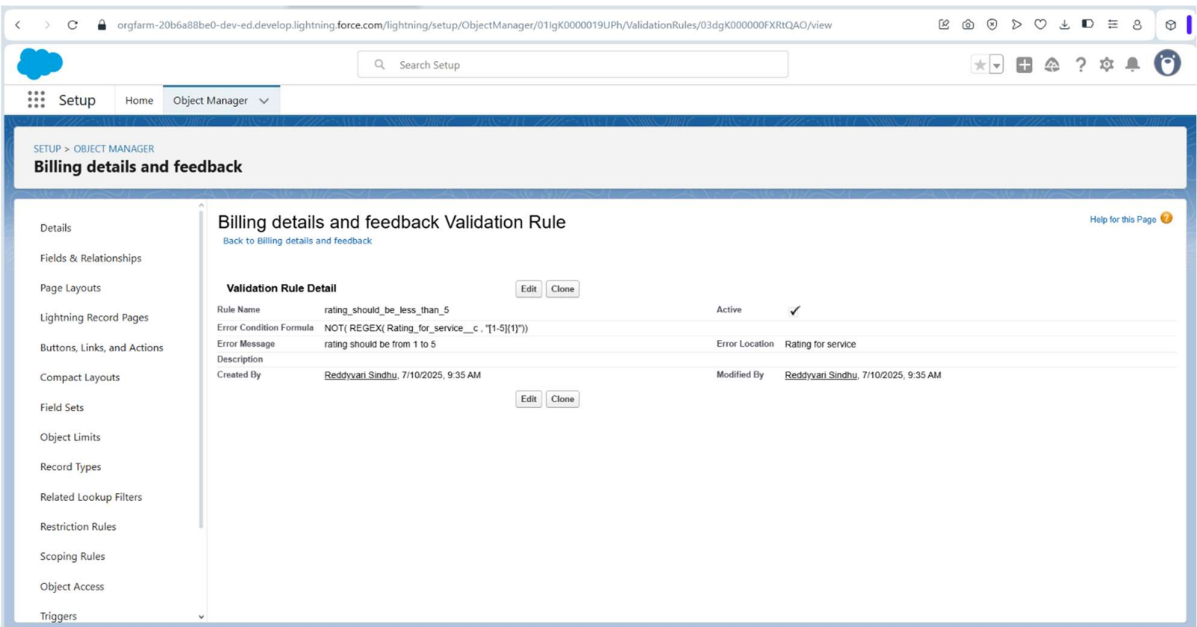 orgfarm-20b6a88be0-dev-ed.develop.lightning.force.com/lightning/setup/ObjectManager/01IgK0000019UPh/ValidationRules/03dgK000000FXRtQAO/view
Search Setup
Setup Home Object Manager
SETUP > OBJECT MANAGER
Billing details and feedback
Details
Fields & Relationships
Page Layouts
Lightning Record Pages
Buttons, Links, and Actions
Compact Layouts
Field Sets
Object Limits
Record Types
Related Lookup Filters
Restriction Rules
Scoping Rules
Object Access
Triggers
Billing details and feedback Validation Rule
Help for this Page
Back to Billing details and feedback
Validation Rule Detail Edit Clone
Rule Name rating_should_be_less_than_5 Active
Error Condition Formula NOT( REGEX( Rating_for_service__c , "[1-5]{1}"))
Error Message rating should be from 1 to 5 Error Location Rating for service
Description
Created By Reddyvari Sindhu, 7/10/2025, 9:35 AM Modified By Reddyvari Sindhu, 7/10/2025, 9:35 AM
Edit Clone